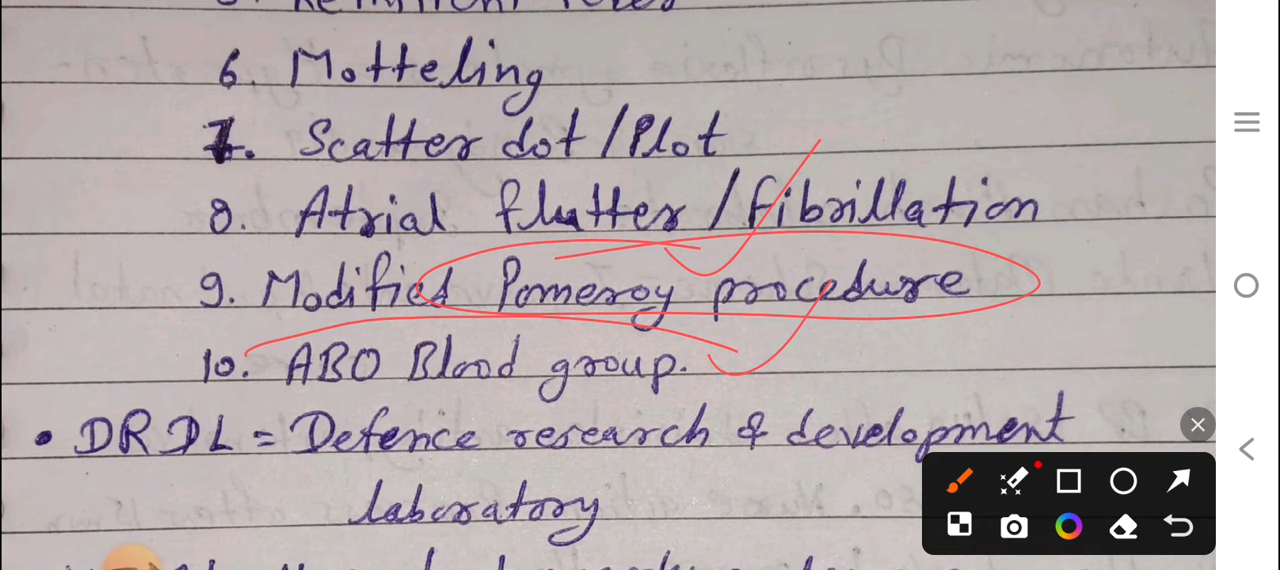 6. Motteling
7. Scatter dot / Plot
8. Atrial flutter / fibrillation
9. Modified Pomeroy procedure
10. ABO Blood group.
• DRDL = Defence research & development
laboratory